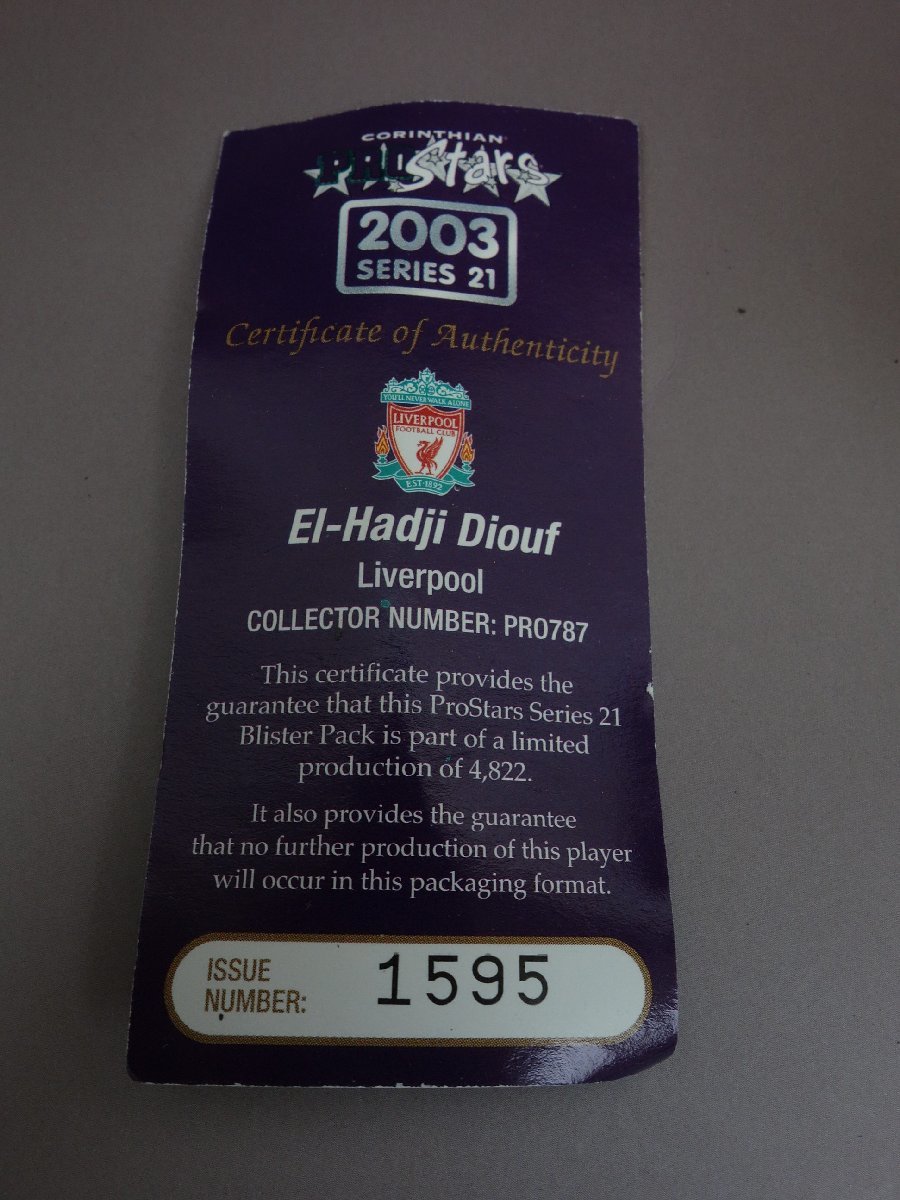 CORINTHIAN
PROStars
2003
SERIES 21
Certificate of Authenticity
YOU'LL NEVER WALK ALONE
LIVERPOOL
FOOTBALL CLUB
EST·1892
El-Hadji Diouf
Liverpool
COLLECTOR NUMBER: PRO787
This certificate provides the
guarantee that this ProStars Series 21
Blister Pack is part of a limited
production of 4,822.
It also provides the guarantee
that no further production of this player
will occur in this packaging format.
ISSUE
NUMBER:
1595